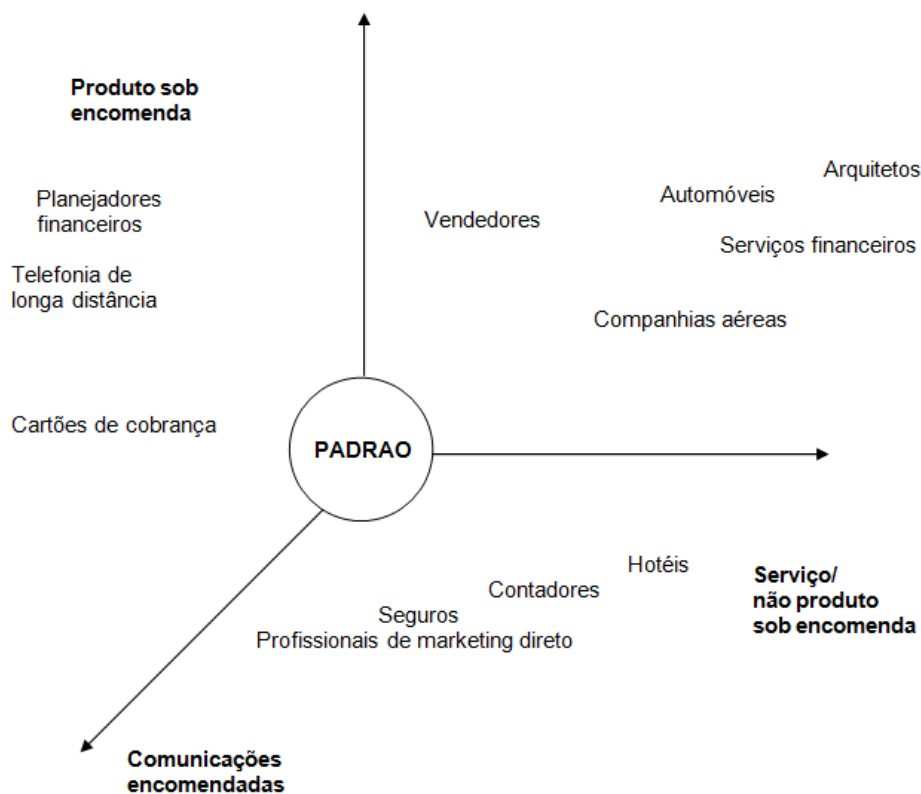 Produto sob
encomenda
Arquitetos
Planejadores
financeiros
Automóveis
Vendedores
Serviços financeiros
Telefonia de
longa distância
Companhias aéreas
Cartões de cobrança
PADRAO
Hotéis
Contadores
Serviço/
não produto
sob encomenda
Seguros
Profissionais de marketing direto
Comunicações
encomendadas